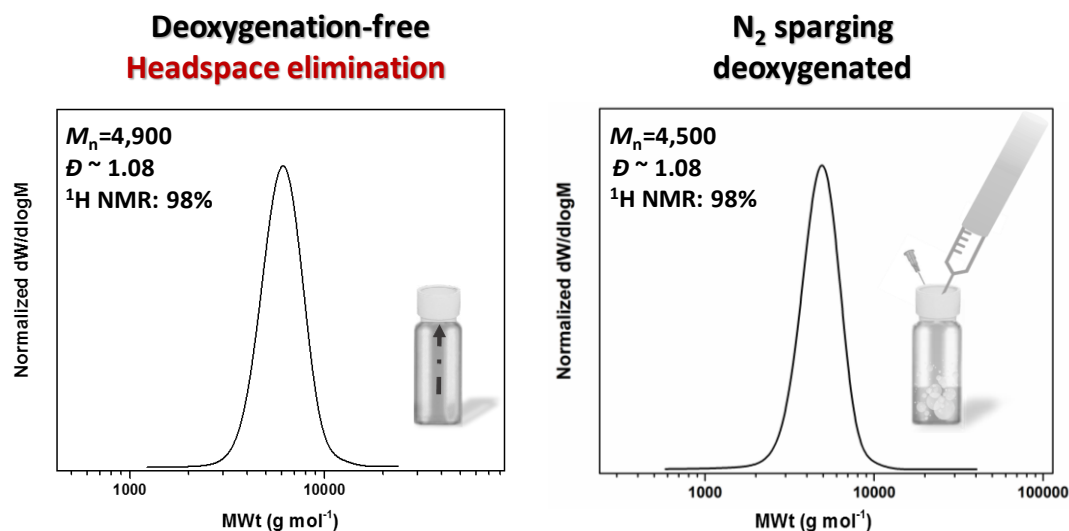 Deoxygenation-free
Headspace elimination
Mₙ=4,900
Đ ~ 1.08
¹H NMR: 98%
Normalized dW/dlogM
1000
10000
MWt (g mol⁻¹)
N₂ sparging
deoxygenated
Mₙ=4,500
Đ ~ 1.08
¹H NMR: 98%
Normalized dW/dlogM
1000
10000
100000
MWt (g mol⁻¹)